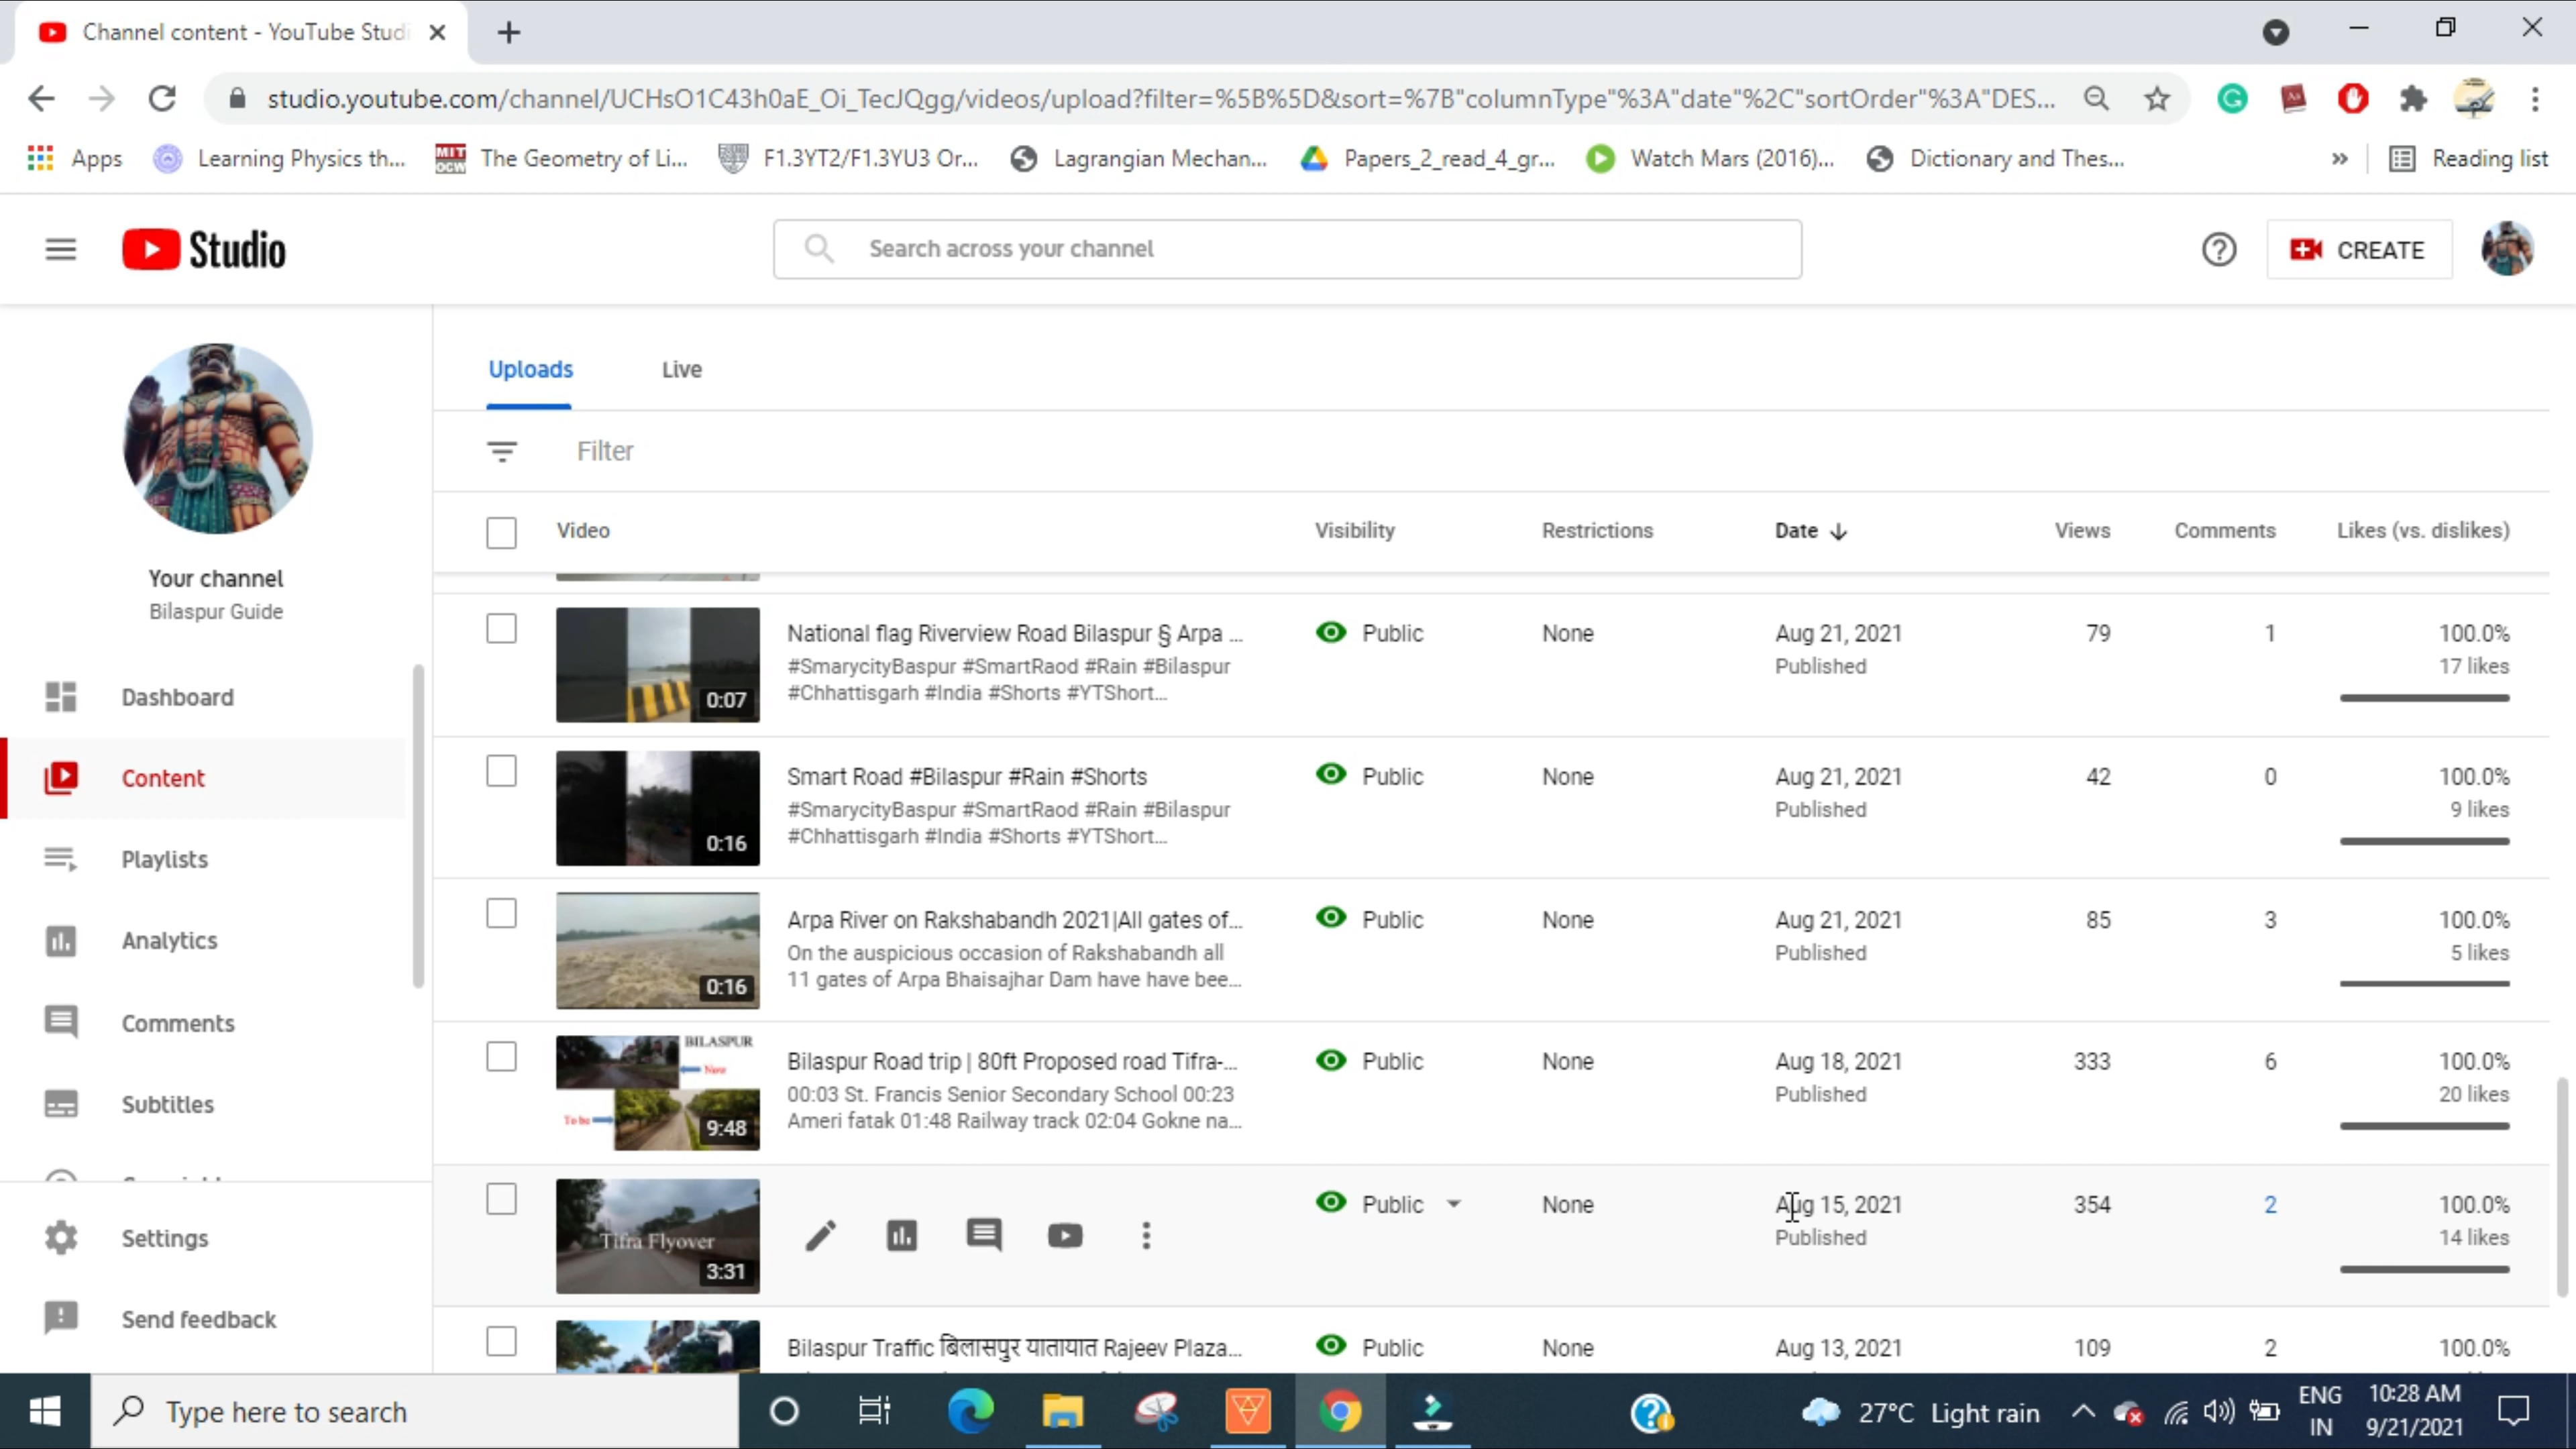 Channel content - YouTube Studi
studio.youtube.com/channel/UCHsO1C43h0aE_Oi_TecJQgg/videos/upload?filter=%5B%5D&sort=%7B"columnType"%3A"date"%2C"sortOrder"%3A"DES...
Apps Learning Physics th... MIT OCW The Geometry of Li... F1.3YT2/F1.3YU3 Or... Lagrangian Mechan... Papers_2_read_4_gr... Watch Mars (2016)... Dictionary and Thes... » Reading list
Studio Search across your channel CREATE
Uploads Live
Filter
Video Visibility Restrictions Date Views Comments Likes (vs. dislikes)
Your channel
Bilaspur Guide
Dashboard
Content
Playlists
Analytics
Comments
Subtitles
Settings
Send feedback
National flag Riverview Road Bilaspur § Arpa ... Public None Aug 21, 2021 79 1 100.0%
#SmarycityBaspur #SmartRaod #Rain #Bilaspur Published 17 likes
#Chhattisgarh #India #Shorts #YTShort...
0:07
Smart Road #Bilaspur #Rain #Shorts Public None Aug 21, 2021 42 0 100.0%
#SmarycityBaspur #SmartRaod #Rain #Bilaspur Published 9 likes
#Chhattisgarh #India #Shorts #YTShort...
0:16
Arpa River on Rakshabandh 2021|All gates of... Public None Aug 21, 2021 85 3 100.0%
On the auspicious occasion of Rakshabandh all Published 5 likes
11 gates of Arpa Bhaisajhar Dam have have bee...
0:16
BILASPUR
Now
To be
9:48
Bilaspur Road trip | 80ft Proposed road Tifra-... Public None Aug 18, 2021 333 6 100.0%
00:03 St. Francis Senior Secondary School 00:23 Published 20 likes
Ameri fatak 01:48 Railway track 02:04 Gokne na...
Tifra Flyover
3:31
Public None Aug 15, 2021 354 2 100.0%
Published 14 likes
Bilaspur Traffic बिलासपुर यातायात Rajeev Plaza... Public None Aug 13, 2021 109 2 100.0%
Type here to search 27°C Light rain ENG 10:28 AM
IN 9/21/2021